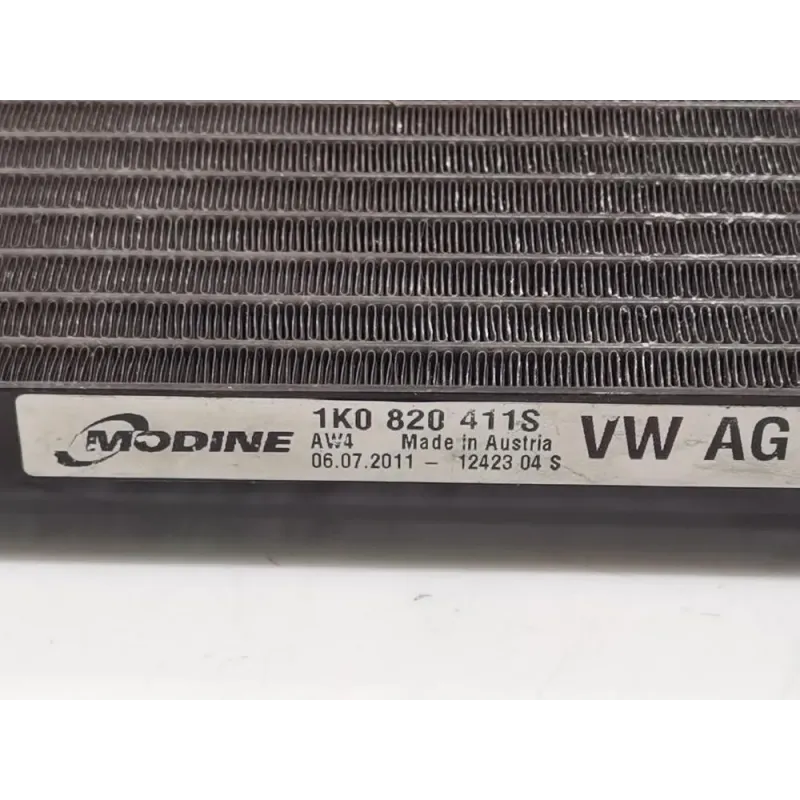 MODINE
1K0 820 411S
AW4 Made in Austria
06.07.2011 – 12423 04 S
VW AG